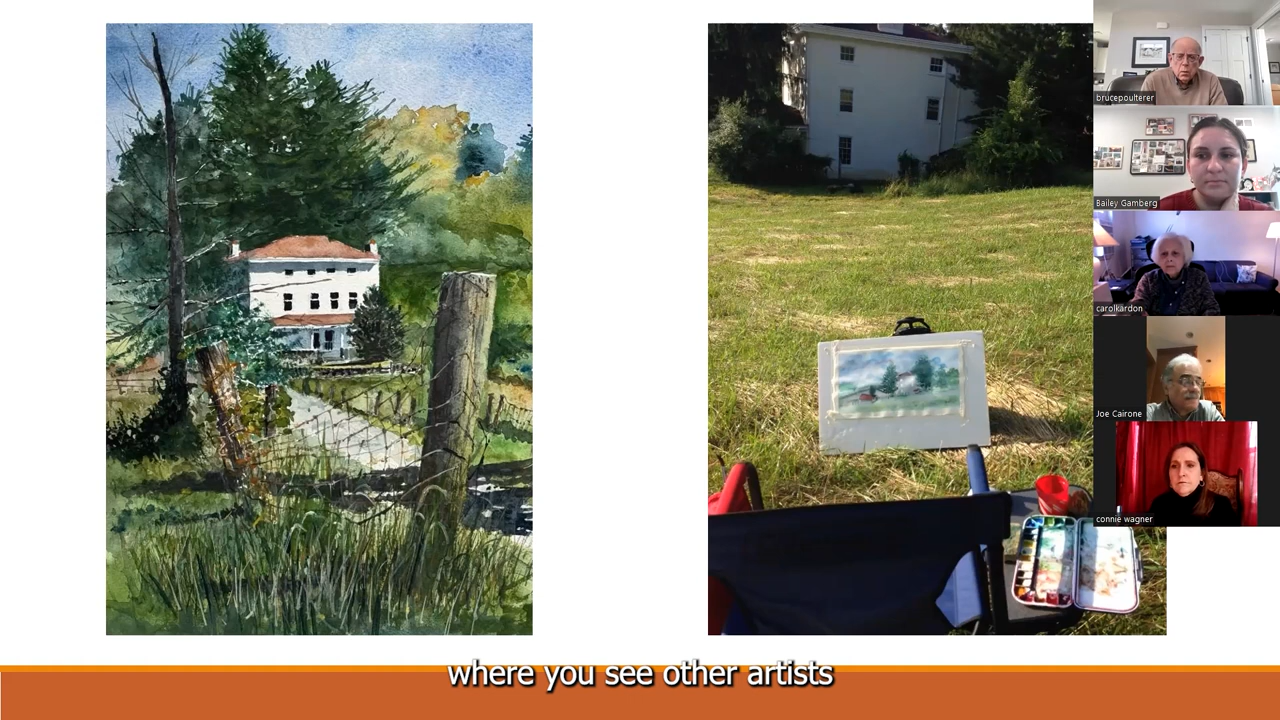 brucepoulterer
Bailey Gamberg
carolkardon
Joe Cairone
connie wagner
where you see other artists